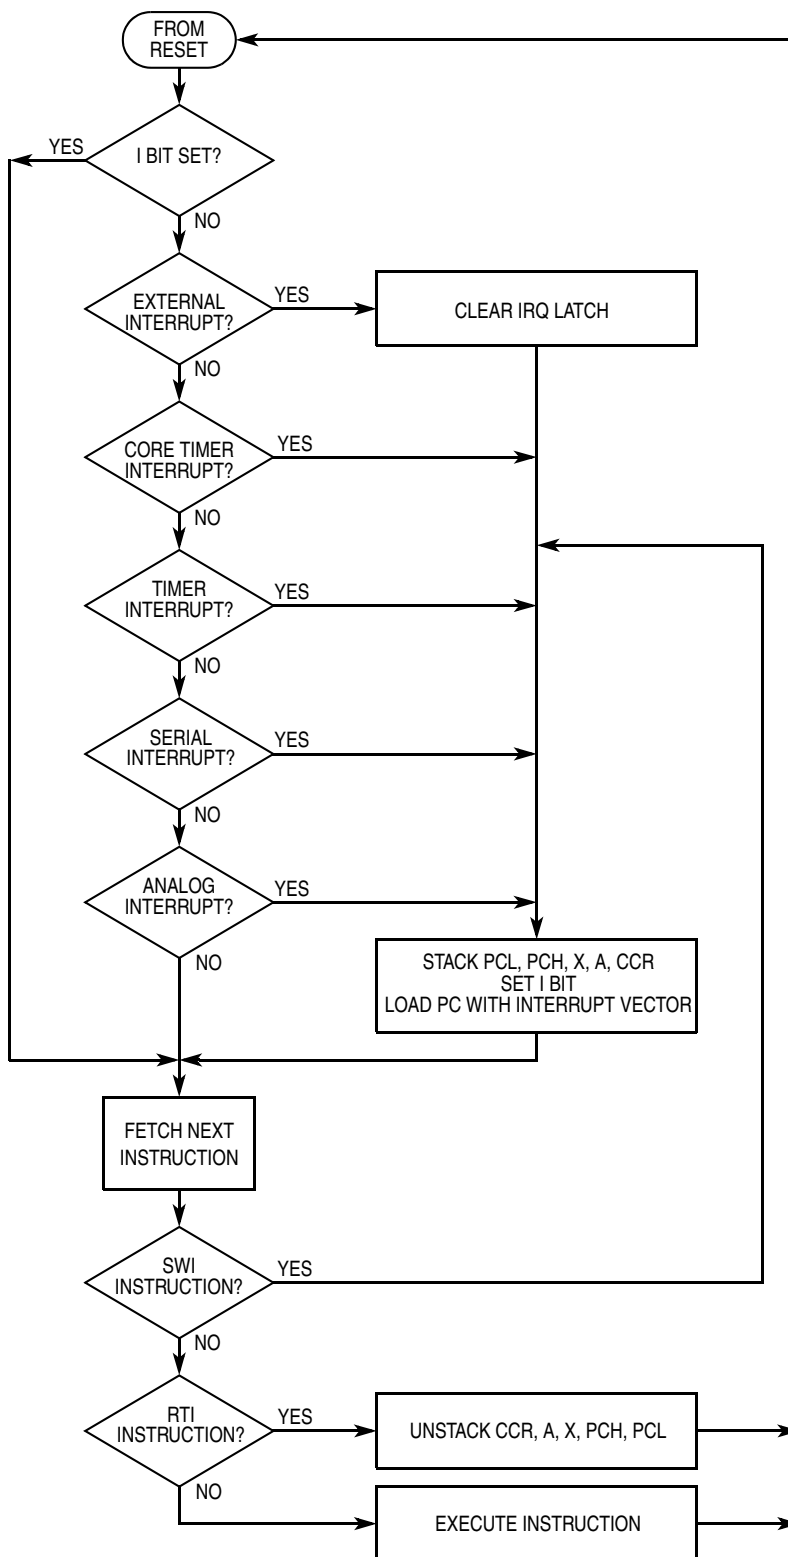 FROM
RESET
YES
I BIT SET?
NO
EXTERNAL
INTERRUPT?
YES
CLEAR IRQ LATCH
NO
CORE TIMER
INTERRUPT?
YES
NO
TIMER
INTERRUPT?
YES
NO
SERIAL
INTERRUPT?
YES
NO
ANALOG
INTERRUPT?
YES
NO
STACK PCL, PCH, X, A, CCR
SET I BIT
LOAD PC WITH INTERRUPT VECTOR
FETCH NEXT
INSTRUCTION
SWI
INSTRUCTION?
YES
NO
RTI
INSTRUCTION?
YES
UNSTACK CCR, A, X, PCH, PCL
NO
EXECUTE INSTRUCTION